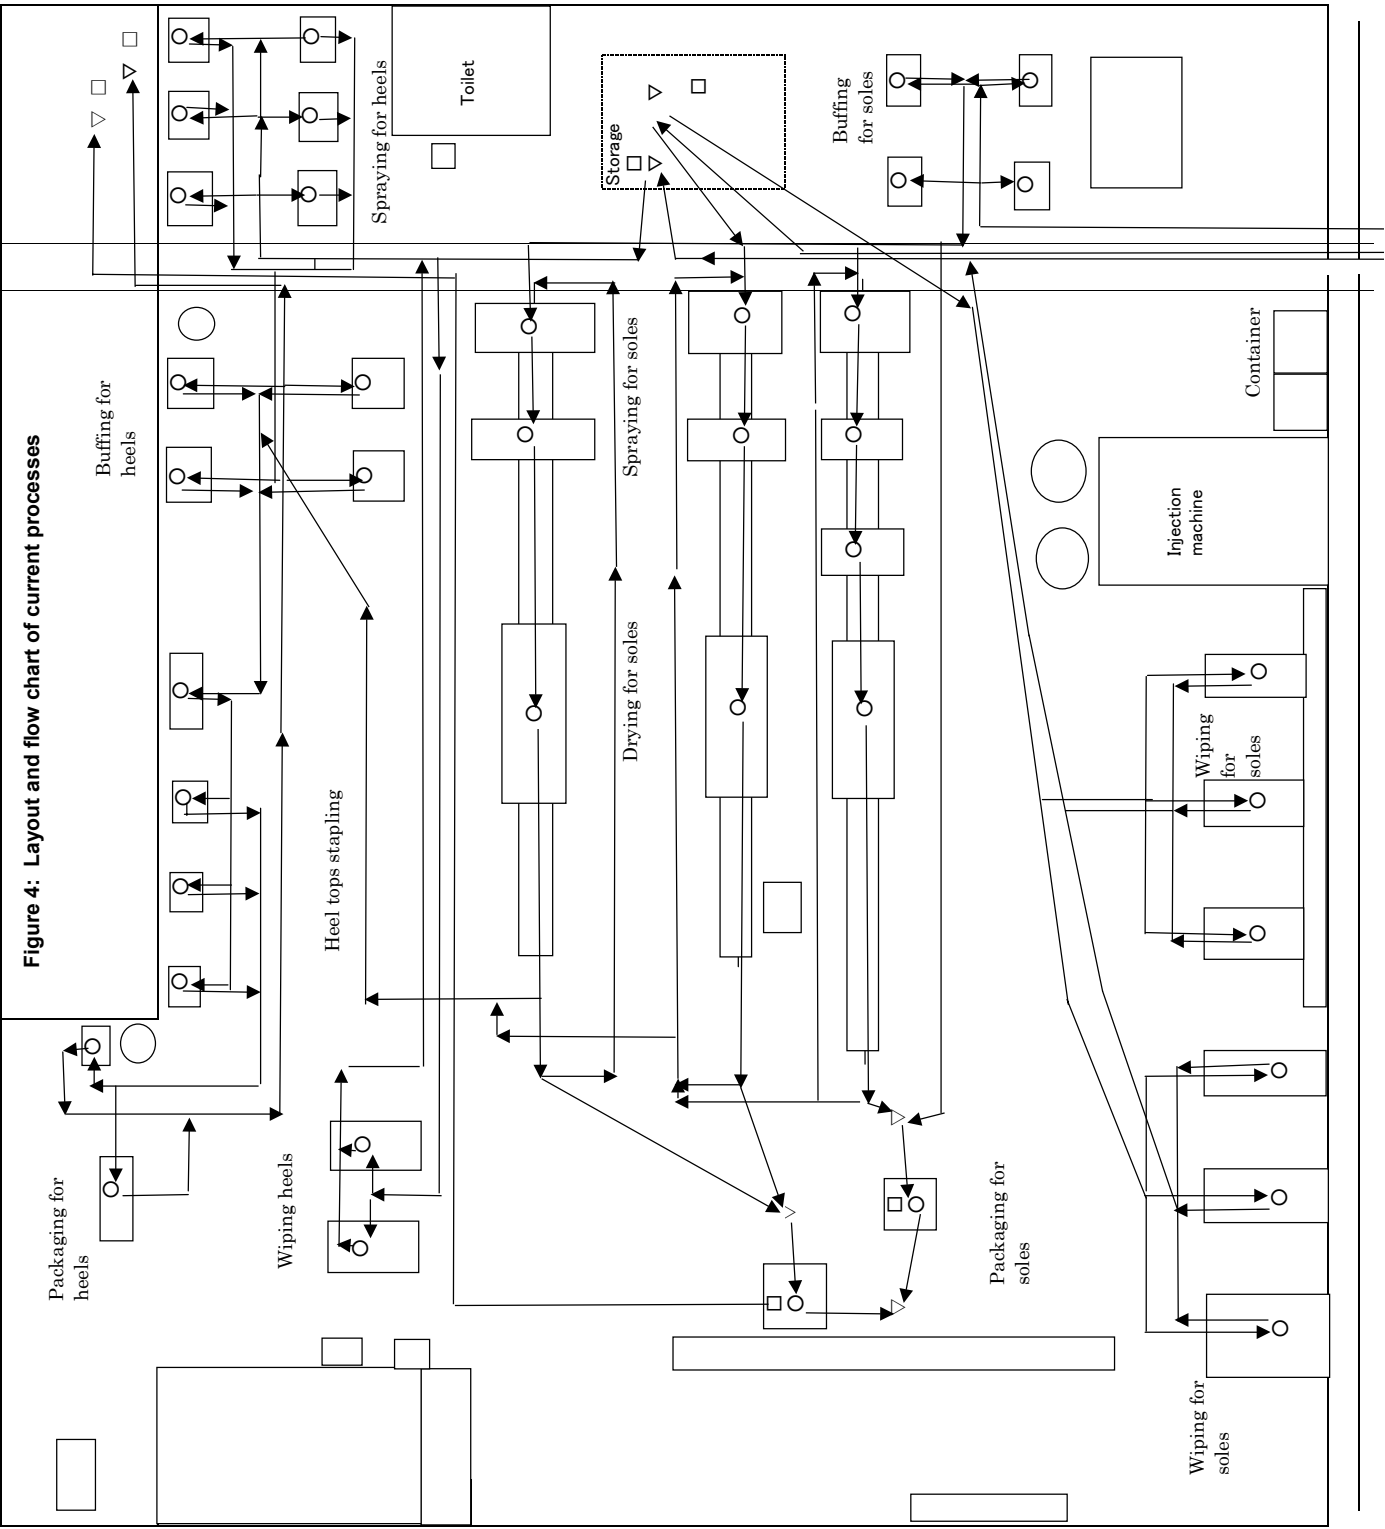 Figure 4: Layout and flow chart of current processes
Spraying for heels
Toilet
Storage
Buffing
for soles
Buffing for
heels
Spraying for soles
Container
Injection
machine
Heel tops stapling
Drying for soles
Wiping
for
soles
Packaging for
heels
Wiping heels
Packaging for
soles
Wiping for
soles